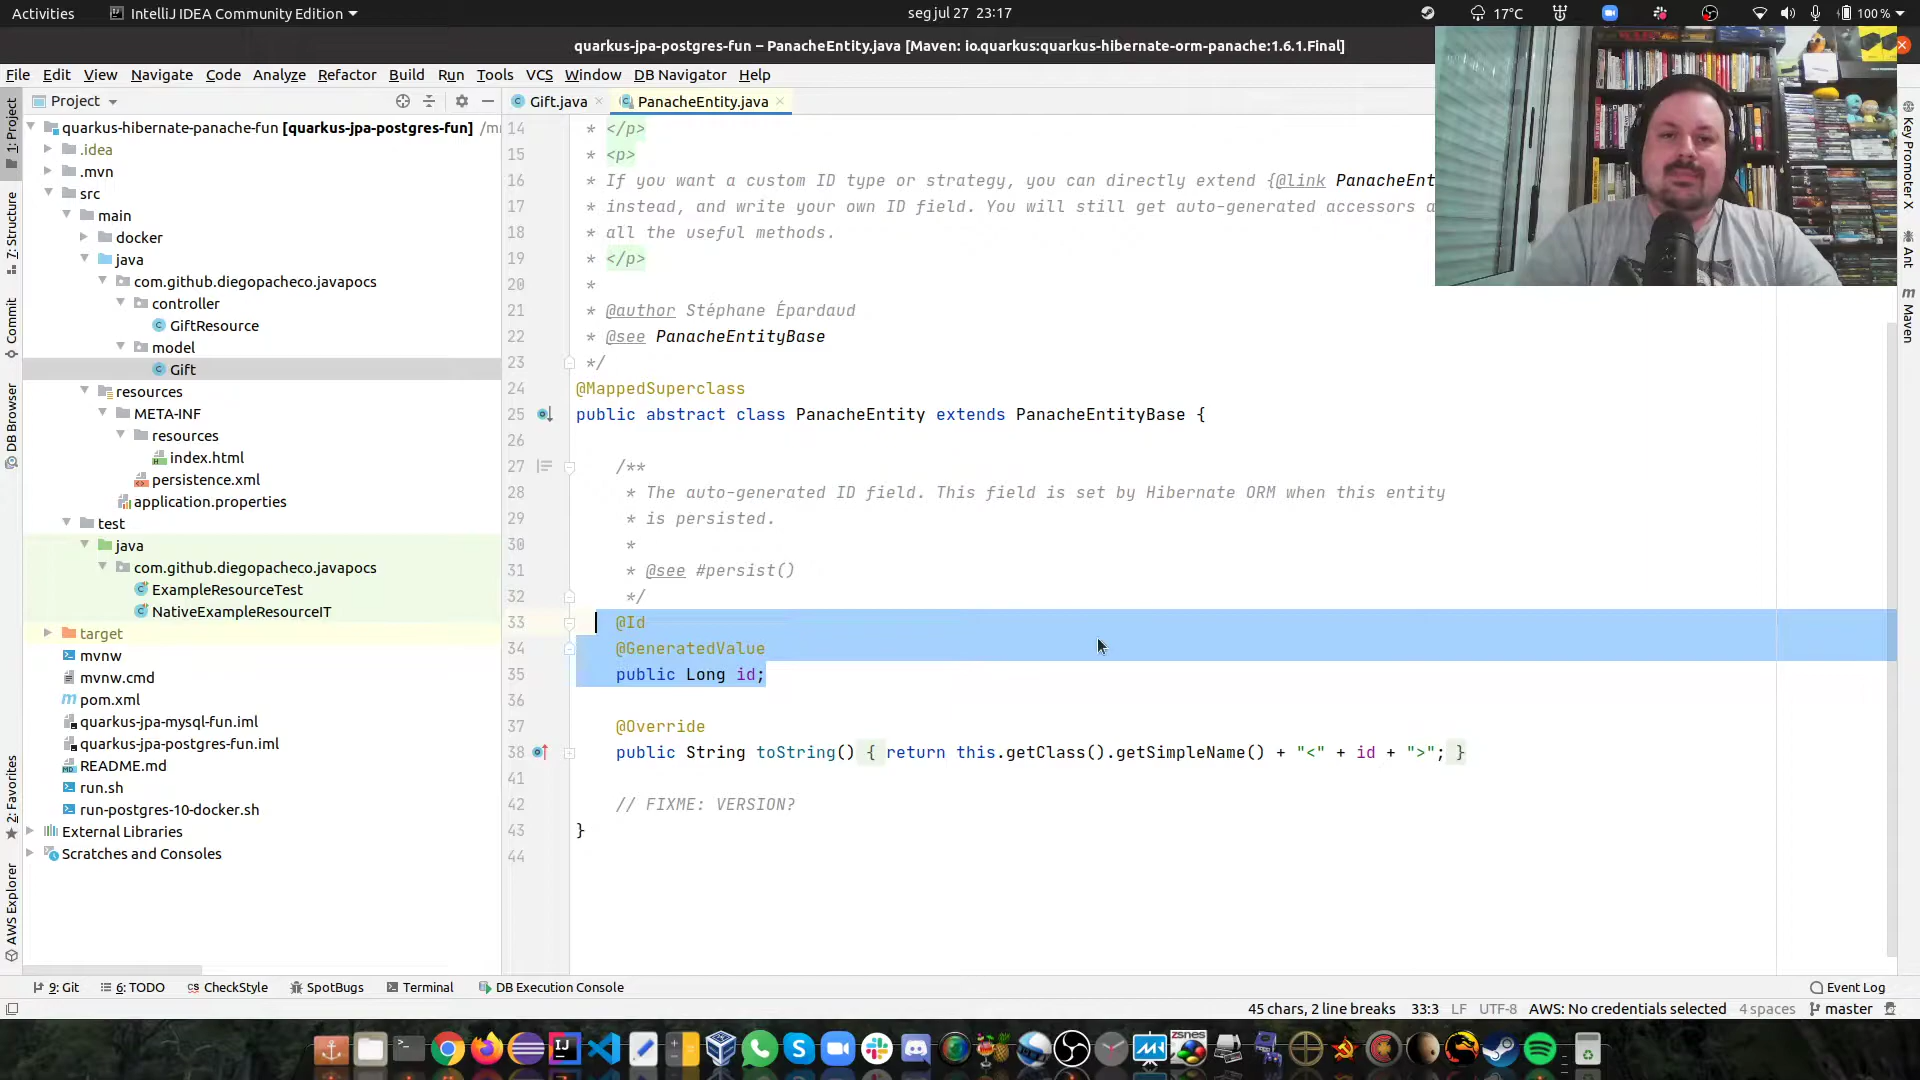 Activities
IntelliJ IDEA Community Edition
seg jul 27 23:17
17°C
100 %
quarkus-jpa-postgres-fun – PanacheEntity.java [Maven: io.quarkus:quarkus-hibernate-orm-panache:1.6.1.Final]
File Edit View Navigate Code Analyze Refactor Build Run Tools VCS Window DB Navigator Help
Project
Gift.java
PanacheEntity.java
1: Project
7: Structure
Commit
DB Browser
2: Favorites
AWS Explorer
quarkus-hibernate-panache-fun [quarkus-jpa-postgres-fun]
.idea
.mvn
src
main
docker
java
com.github.diegopacheco.javapocs
controller
GiftResource
model
Gift
resources
META-INF
resources
index.html
persistence.xml
application.properties
test
java
com.github.diegopacheco.javapocs
ExampleResourceTest
NativeExampleResourceIT
target
mvnw
mvnw.cmd
pom.xml
quarkus-jpa-mysql-fun.iml
quarkus-jpa-postgres-fun.iml
README.md
run.sh
run-postgres-10-docker.sh
External Libraries
Scratches and Consoles
14 * </p>
15 * <p>
16 * If you want a custom ID type or strategy, you can directly extend {@link PanacheEnt
17 * instead, and write your own ID field. You will still get auto-generated accessors a
18 * all the useful methods.
19 * </p>
20 *
21 * @author Stéphane Épardaud
22 * @see PanacheEntityBase
23 */
24 @MappedSuperclass
25 public abstract class PanacheEntity extends PanacheEntityBase {
26
27 /**
28 * The auto-generated ID field. This field is set by Hibernate ORM when this entity
29 * is persisted.
30 *
31 * @see #persist()
32 */
33 @Id
34 @GeneratedValue
35 public Long id;
36
37 @Override
38 public String toString() { return this.getClass().getSimpleName() + "<" + id + ">"; }
41
42 // FIXME: VERSION?
43 }
44
Key Promoter X
Ant
Maven
9: Git
6: TODO
CheckStyle
SpotBugs
Terminal
DB Execution Console
Event Log
45 chars, 2 line breaks 33:3 LF UTF-8 AWS: No credentials selected 4 spaces master